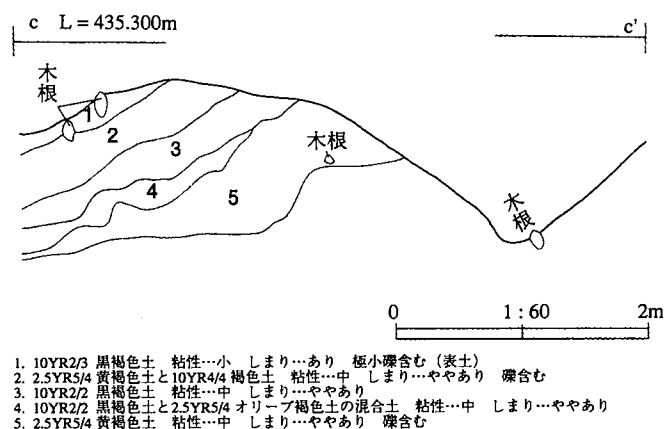 c L = 435.300m c'
木根
1
2
木根
3
4
5
木根
0 1 : 60 2m
1. 10YR2/3 黒褐色土 粘性…小 しまり…あり 極小礫含む（表土）
2. 2.5YR5/4 黄褐色土と10YR4/4 褐色土 粘性…中 しまり…ややあり 礫含む
3. 10YR2/2 黒褐色土 粘性…中 しまり…ややあり
4. 10YR2/2 黒褐色土と2.5YR5/4 オリーブ褐色土の混合土 粘性…中 しまり…ややあり
5. 2.5YR5/4 黄褐色土 粘性…中 しまり…ややあり 礫含む